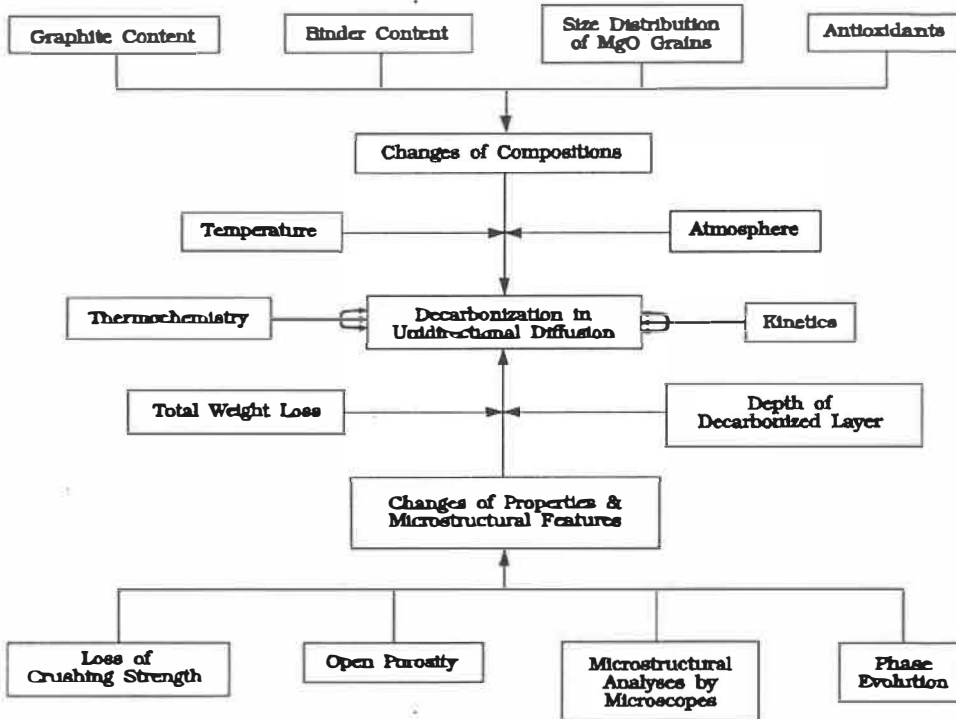 Graphite Content
Binder Content
Size Distribution
of MgO Grains
Antioxidants
Changes of Compositions
Temperature
Atmosphere
Thermochemistry
Decarbonization in
Unidirectional Diffusion
Kinetics
Total Weight Loss
Depth of
Decarbonized Layer
Changes of Properties &
Microstructural Features
Loss of
Crushing Strength
Open Porosity
Microstructural
Analyses by
Microscopes
Phase
Evolution